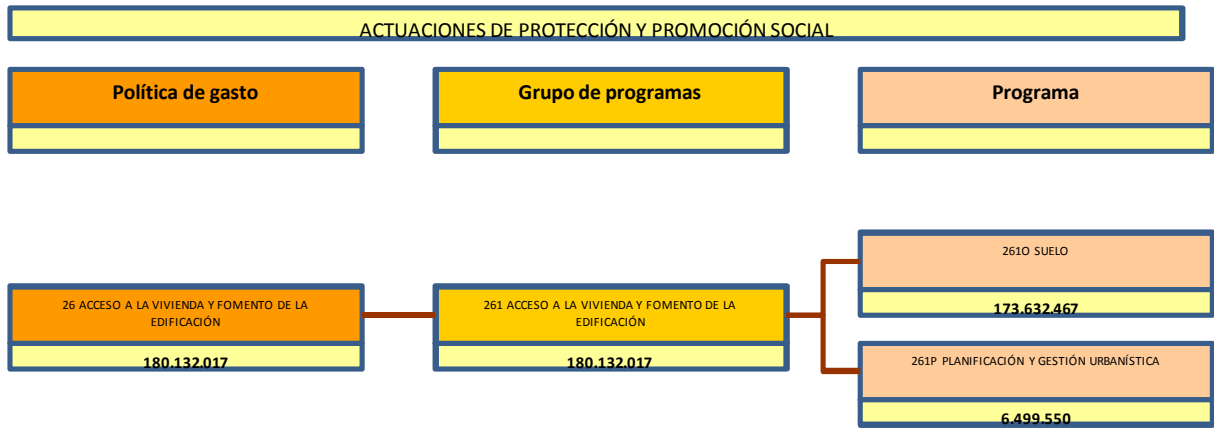 ACTUACIONES DE PROTECCIÓN Y PROMOCIÓN SOCIAL
Política de gasto
Grupo de programas
Programa
26 ACCESO A LA VIVIENDA Y FOMENTO DE LA
EDIFICACIÓN
180.132.017
261 ACCESO A LA VIVIENDA Y FOMENTO DE LA
EDIFICACIÓN
180.132.017
261O SUELO
173.632.467
261P PLANIFICACIÓN Y GESTIÓN URBANÍSTICA
6.499.550